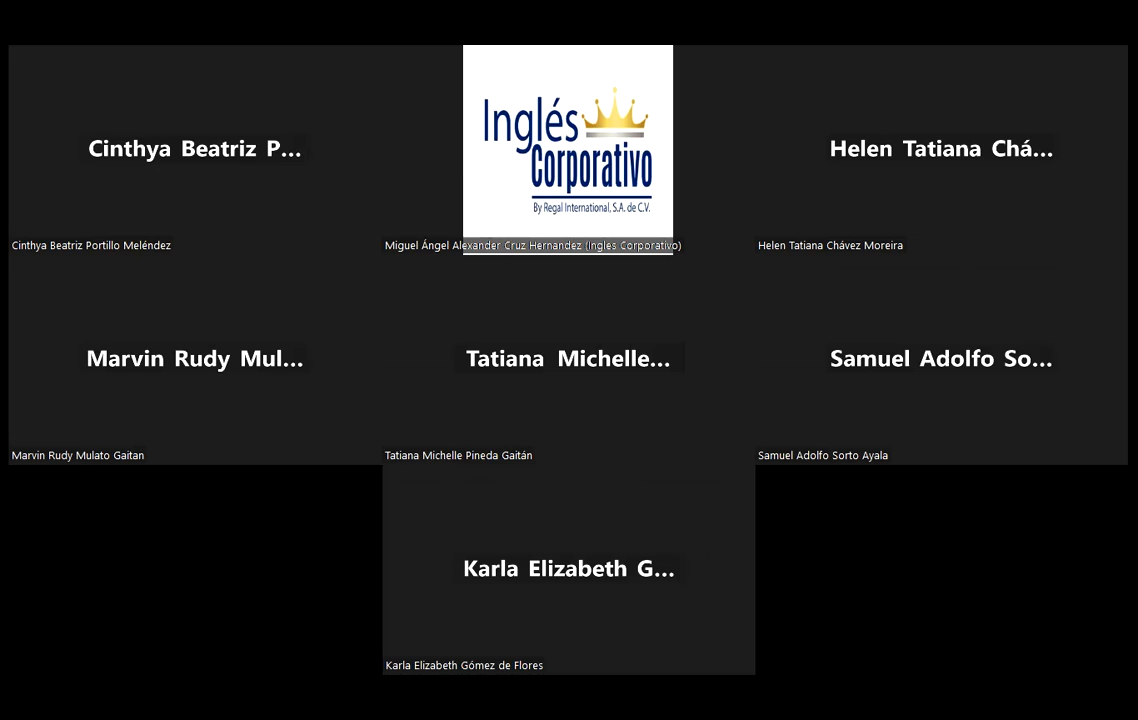 Cinthya Beatriz P...
Cinthya Beatriz Portillo Meléndez
Inglés
Corporativo
By Regal International, S.A. de C.V.
Miguel Ángel Alexander Cruz Hernandez (Ingles Corporativo)
Helen Tatiana Chá...
Helen Tatiana Chávez Moreira
Marvin Rudy Mul...
Marvin Rudy Mulato Gaitan
Tatiana Michelle...
Tatiana Michelle Pineda Gaitán
Samuel Adolfo So...
Samuel Adolfo Sorto Ayala
Karla Elizabeth G...
Karla Elizabeth Gómez de Flores